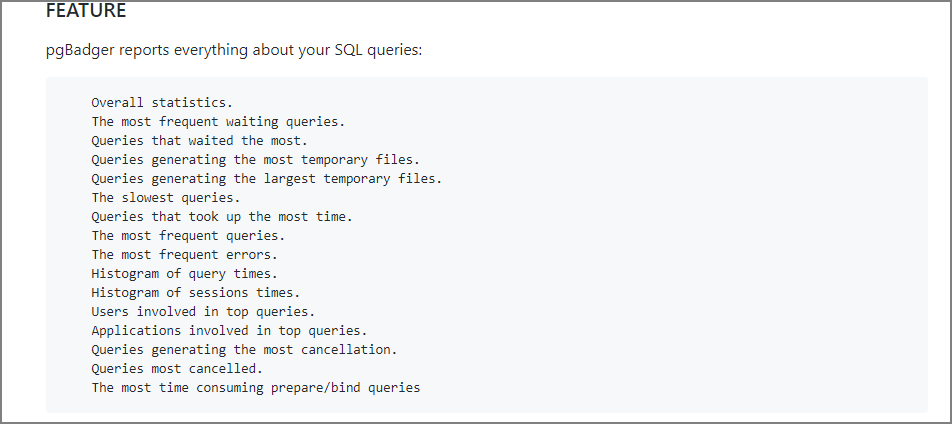 FEATURE
pgBadger reports everything about your SQL queries:
Overall statistics.
The most frequent waiting queries.
Queries that waited the most.
Queries generating the most temporary files.
Queries generating the largest temporary files.
The slowest queries.
Queries that took up the most time.
The most frequent queries.
The most frequent errors.
Histogram of query times.
Histogram of sessions times.
Users involved in top queries.
Applications involved in top queries.
Queries generating the most cancellation.
Queries most cancelled.
The most time consuming prepare/bind queries